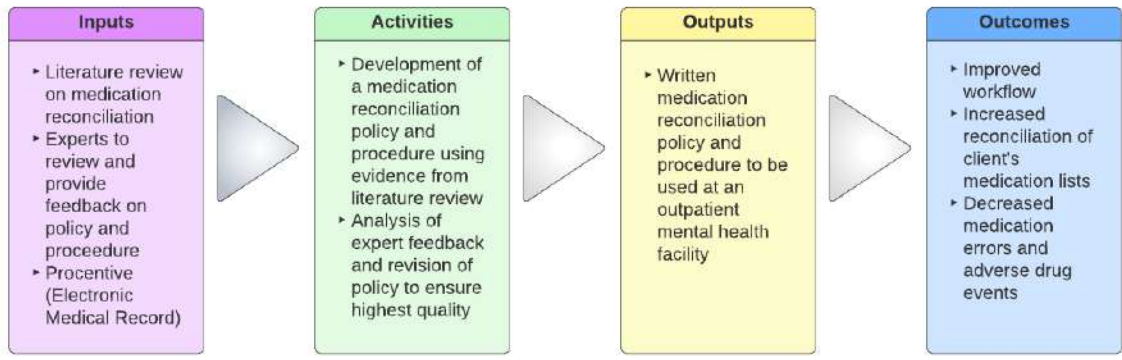 Inputs
‣ Literature review
on medication
reconciliation
‣ Experts to
review and
provide
feedback on
policy and
proceedure
‣ Procentive
(Electronic
Medical Record)
Activities
‣ Development of
a medication
reconciliation
policy and
procedure using
evidence from
literature review
‣ Analysis of
expert feedback
and revision of
policy to ensure
highest quality
Outputs
‣ Written
medication
reconciliation
policy and
procedure to be
used at an
outpatient
mental health
facility
Outcomes
‣ Improved
workflow
‣ Increased
reconciliation of
client's
medication lists
‣ Decreased
medication
errors and
adverse drug
events